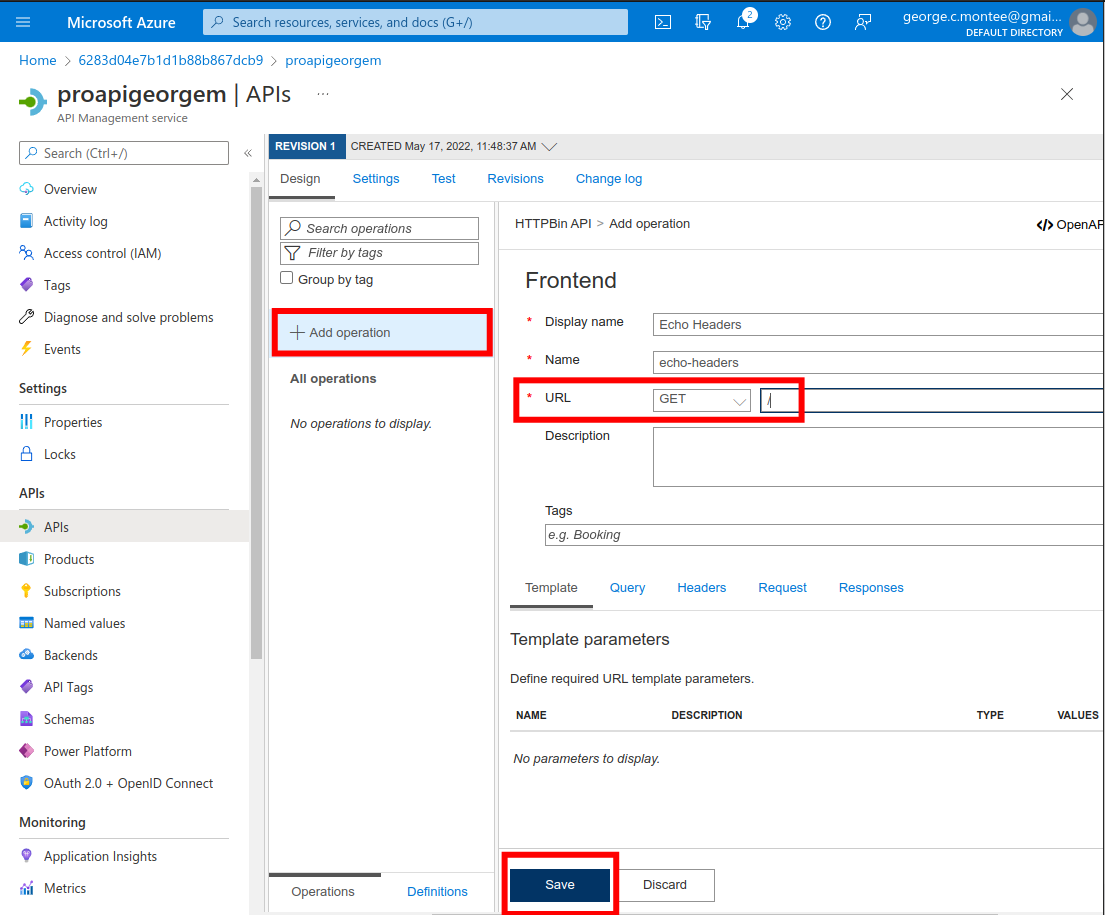 Microsoft Azure
Search resources, services, and docs (G+/)
2
george.c.montee@gmai...
DEFAULT DIRECTORY
Home > 6283d04e7b1d1b88b867dcb9 > proapigeorgem
proapigeorgem | APIs ...
API Management service
Search (Ctrl+/)
«
Overview
Activity log
Access control (IAM)
Tags
Diagnose and solve problems
Events
Settings
Properties
Locks
APIs
APIs
Products
Subscriptions
Named values
Backends
API Tags
Schemas
Power Platform
OAuth 2.0 + OpenID Connect
Monitoring
Application Insights
Metrics
REVISION 1 CREATED May 17, 2022, 11:48:37 AM
Design Settings Test Revisions Change log
Search operations
Filter by tags
Group by tag
+ Add operation
All operations
No operations to display.
Operations Definitions
HTTPBin API > Add operation
</> OpenAP
Frontend
* Display name Echo Headers
* Name echo-headers
* URL GET /
Description
Tags
e.g. Booking
Template Query Headers Request Responses
Template parameters
Define required URL template parameters.
NAME DESCRIPTION TYPE VALUES
No parameters to display.
Save Discard